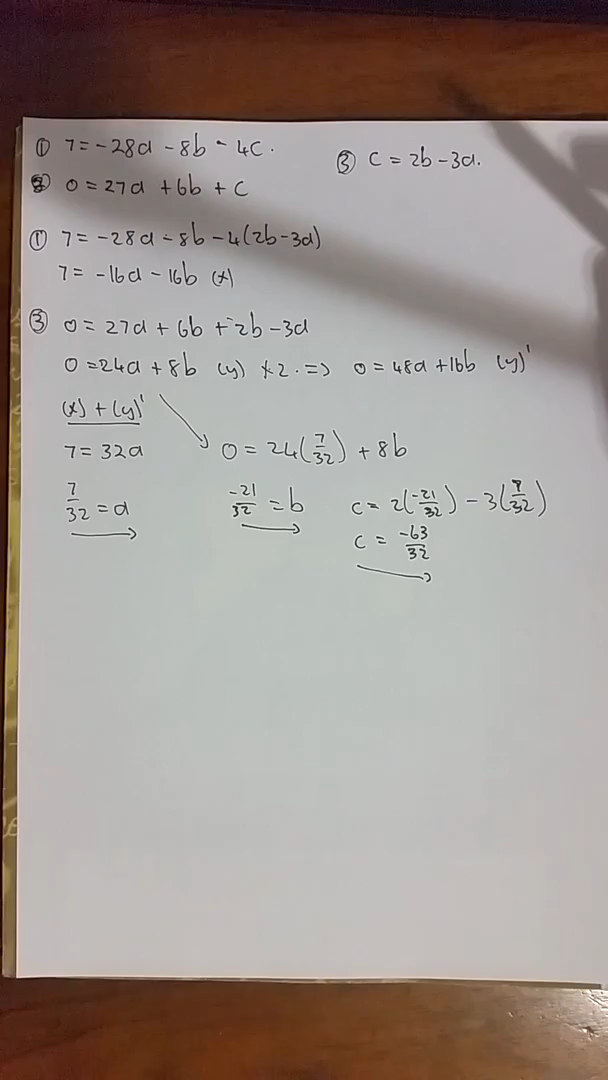 ① 7 = -28a - 8b - 4c.
③ c = 2b - 3a.
② 0 = 27a + 6b + c
① 7 = -28a - 8b - 4(2b - 3a)
7 = -16a - 16b (x)
③ 0 = 27a + 6b + 2b - 3a
0 = 24a + 8b (y) × 2. => 0 = 48a + 16b (y)'
(x) + (y)'
7 = 32a
0 = 24(7/32) + 8b
7/32 = a
-21/32 = b
c = 2(-21/32) - 3(7/32)
c = -63/32